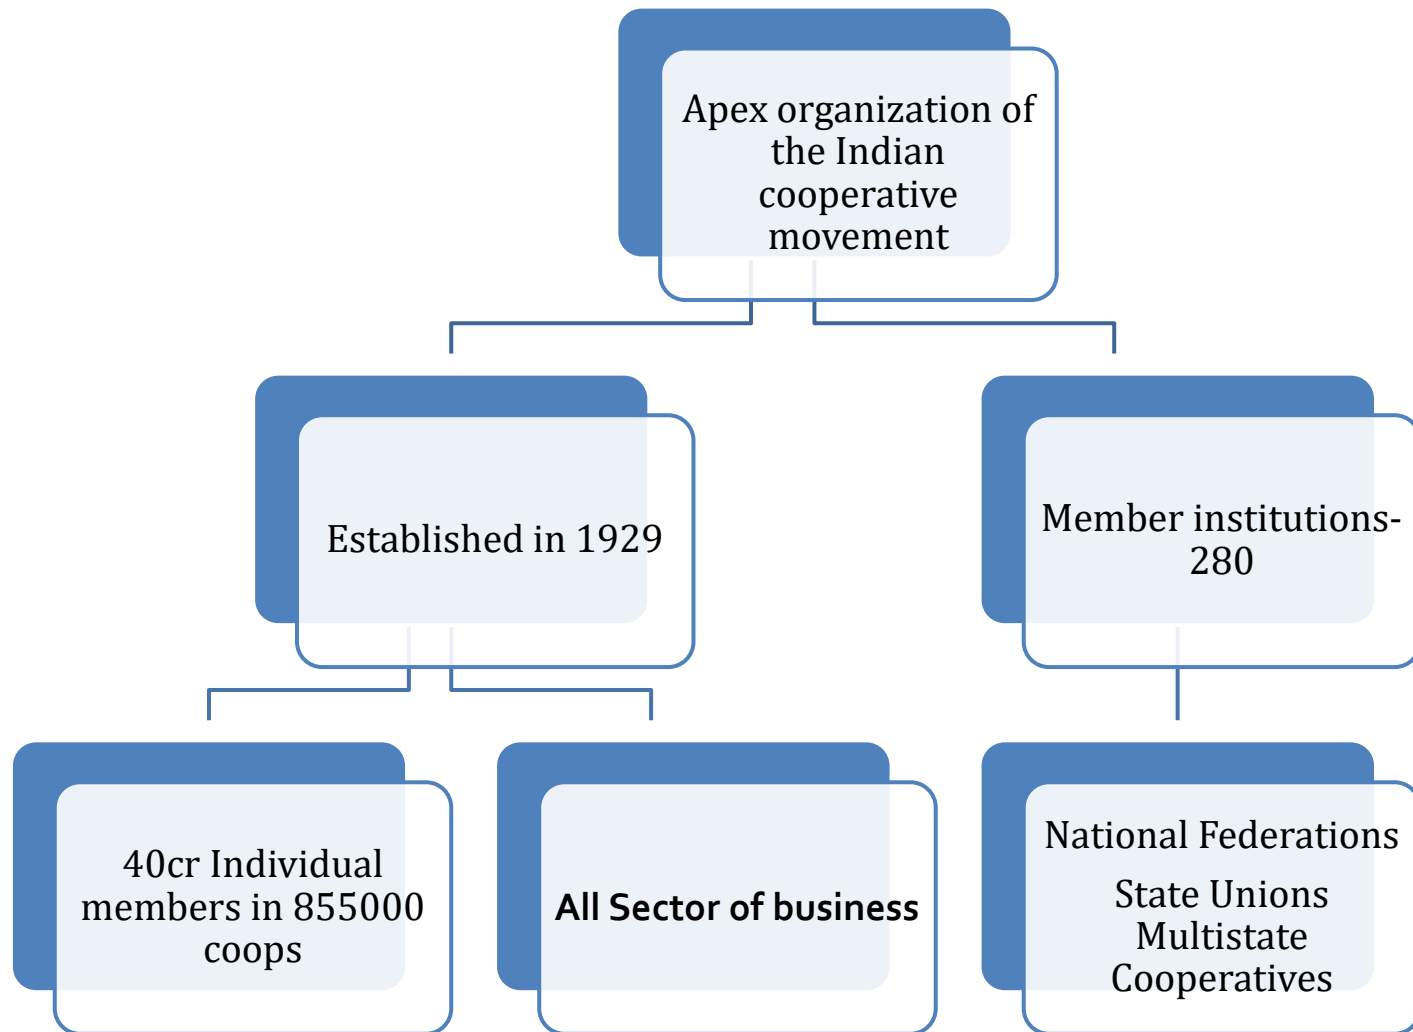 Apex organization of
the Indian
cooperative
movement
Established in 1929
Member institutions-
280
40cr Individual
members in 855000
coops
All Sector of business
National Federations
State Unions
Multistate
Cooperatives